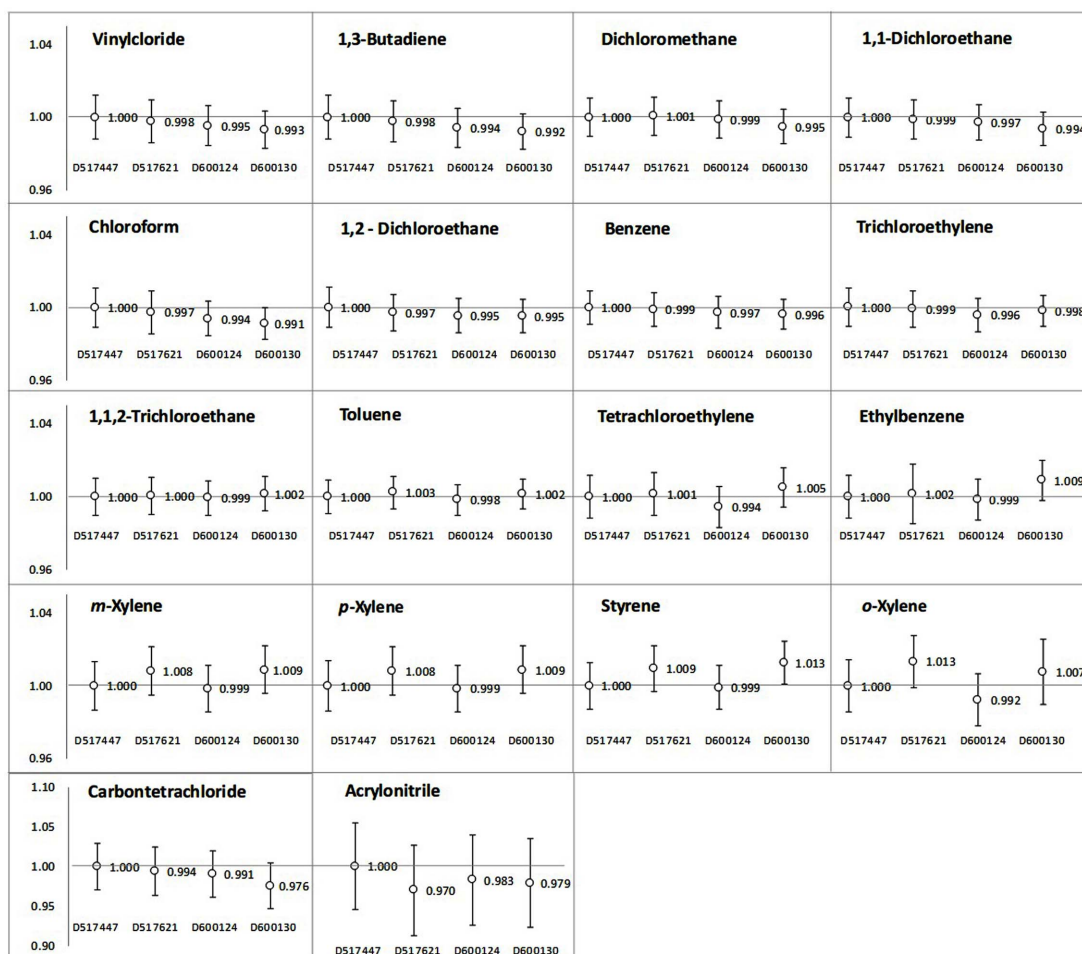 1.04 Vinylcloride 1,3-Butadiene Dichloromethane 1,1-Dichloroethane
1.00 1.000 0.998 0.995 0.993 1.000 0.998 0.994 0.992 1.000 1.001 0.999 0.995 1.000 0.999 0.997 0.994
D517447 D517621 D600124 D600130 D517447 D517621 D600124 D600130 D517447 D517621 D600124 D600130 D517447 D517621 D600124 D600130
0.96
1.04 Chloroform 1,2 - Dichloroethane Benzene Trichloroethylene
1.00 1.000 0.997 0.994 0.991 1.000 0.997 0.995 0.995 1.000 0.999 0.997 0.996 1.000 0.999 0.996 0.998
D517447 D517621 D600124 D600130 D517447 D517621 D600124 D600130 D517447 D517621 D600124 D600130 D517447 D517621 D600124 D600130
0.96
1.04 1,1,2-Trichloroethane Toluene Tetrachloroethylene Ethylbenzene
1.00 1.000 1.000 0.999 1.002 1.000 1.003 0.998 1.002 1.000 1.001 0.994 1.005 1.000 1.002 0.999 1.009
D517447 D517621 D600124 D600130 D517447 D517621 D600124 D600130 D517447 D517621 D600124 D600130 D517447 D517621 D600124 D600130
0.96
1.04 m-Xylene p-Xylene Styrene o-Xylene
1.00 1.000 1.008 0.999 1.009 1.000 1.008 0.999 1.009 1.000 1.009 0.999 1.013 1.000 1.013 0.992 1.007
D517447 D517621 D600124 D600130 D517447 D517621 D600124 D600130 D517447 D517621 D600124 D600130 D517447 D517621 D600124 D600130
0.96
1.10 Carbontetrachloride Acrylonitrile
1.05
1.00 1.000 0.994 0.991 0.976 1.000 0.970 0.983 0.979
0.95
D517447 D517621 D600124 D600130
0.90 D517447 D517621 D600124 D600130